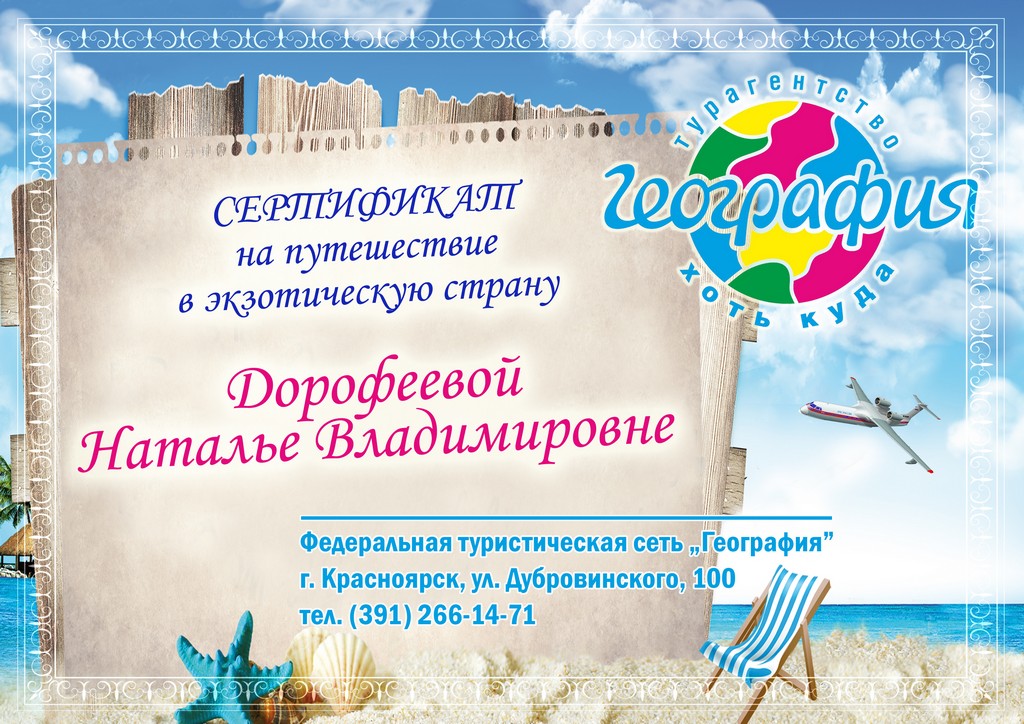 СЕРТИФИКАТ
на путешествие
в экзотическую страну
турагентство
География
хоть куда
Дорофеевой
Наталье Владимировне
Федеральная туристическая сеть „География”
г. Красноярск, ул. Дубровинского, 100
тел. (391) 266-14-71